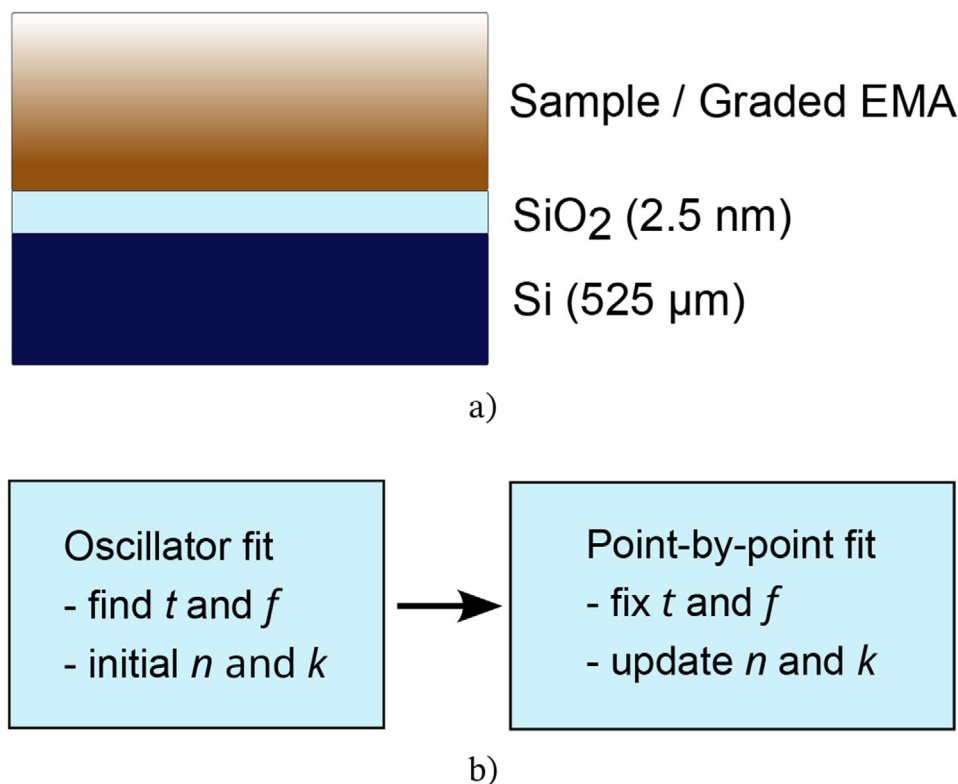 Sample / Graded EMA
SiO₂ (2.5 nm)
Si (525 μm)
a)
Oscillator fit
- find t and f
- initial n and k
Point-by-point fit
- fix t and f
- update n and k
b)